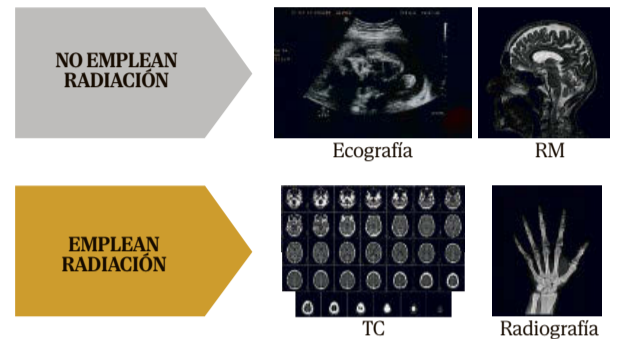 NO EMPLEAN
RADIACIÓN
Ecografía
RM
EMPLEAN
RADIACIÓN
TC
Radiografía